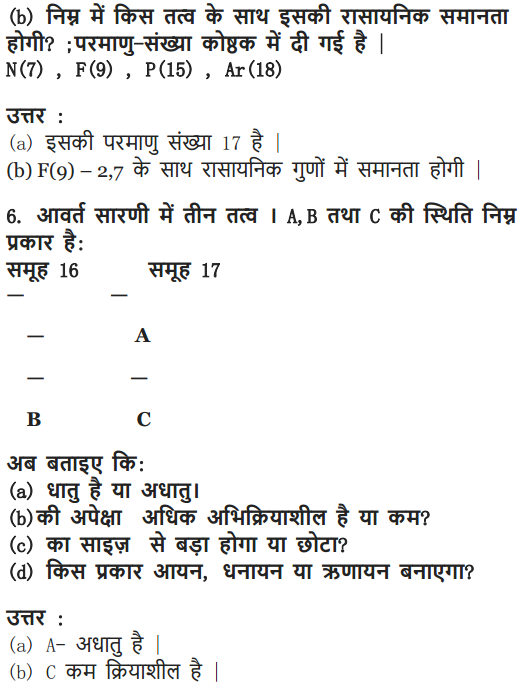 (b) निम्न में किस तत्व के साथ इसकी रासायनिक समानता
होगी? ;परमाणु-संख्या कोष्ठक में दी गई है |
N(7) , F(9) , P(15) , Ar(18)
उत्तर :
(a) इसकी परमाणु संख्या 17 है |
(b) F(9) – 2,7 के साथ रासायनिक गुणों में समानता होगी |
6. आवर्त सारणी में तीन तत्व । A,B तथा C की स्थिति निम्न
प्रकार है:
समूह 16 समूह 17
— —
— A
— —
B C
अब बताइए कि:
(a) धातु है या अधातु।
(b)की अपेक्षा अधिक अभिक्रियाशील है या कम?
(c) का साइज़ से बड़ा होगा या छोटा?
(d) किस प्रकार आयन, धनायन या ऋणायन बनाएगा?
उत्तर :
(a) A- अधातु है |
(b) C कम क्रियाशील है |